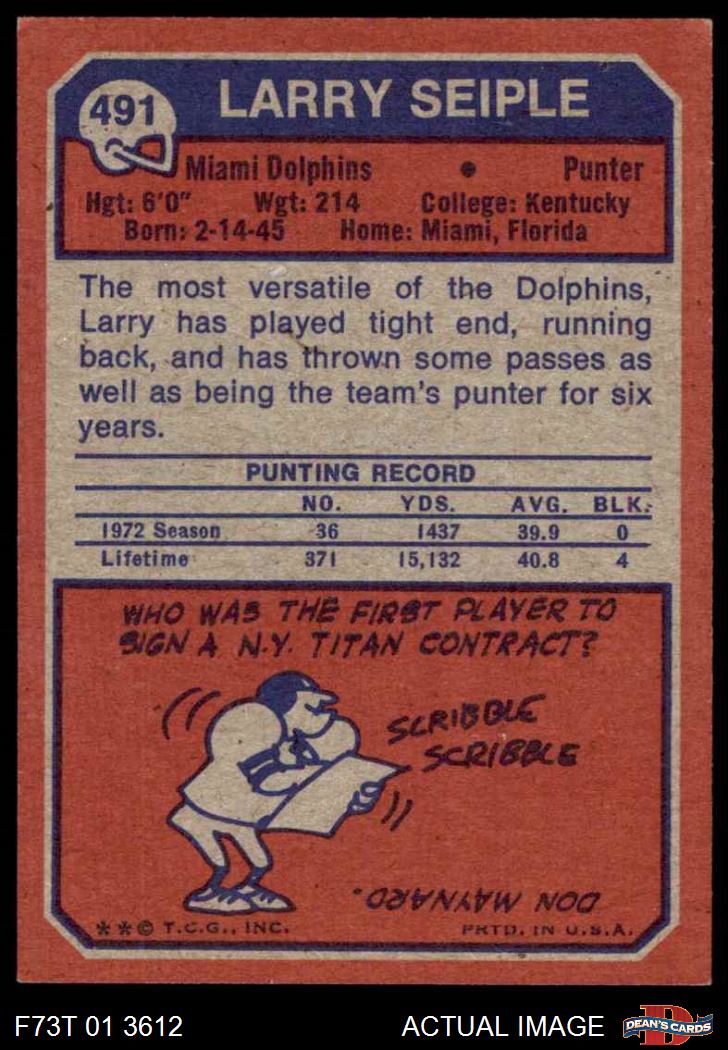 491
LARRY SEIPLE
Miami Dolphins • Punter
Hgt: 6'0" Wgt: 214 College: Kentucky
Born: 2-14-45 Home: Miami, Florida
The most versatile of the Dolphins,
Larry has played tight end, running
back, and has thrown some passes as
well as being the team's punter for six
years.
PUNTING RECORD
NO. YDS. AVG. BLK.
1972 Season 36 1437 39.9 0
Lifetime 371 15,132 40.8 4
WHO WAS THE FIRST PLAYER TO
SIGN A N.Y. TITAN CONTRACT?
SCRIBBLE
SCRIBBLE
DON MAYNARD.
**© T.C.G., INC. PRTD. IN U.S.A.
F73T 01 3612 ACTUAL IMAGE D DEAN'S CARDS